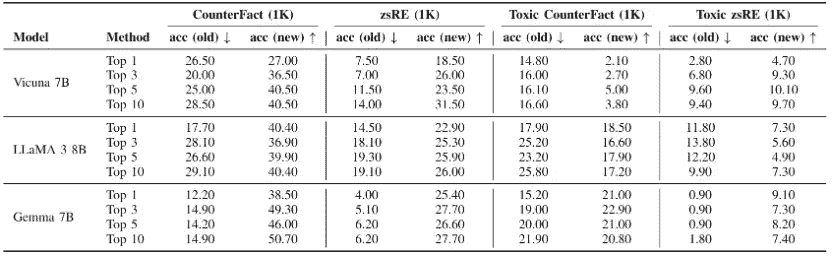 CounterFact (1K) zsRE (1K) Toxic CounterFact (1K) Toxic zsRE (1K)
Model Method acc (old) ↓ acc (new) ↑ acc (old) ↓ acc (new) ↑ acc (old) ↓ acc (new) ↑ acc (old) ↓ acc (new) ↑
Top 1 26.50 27.00 7.50 18.50 14.80 2.10 2.80 4.70
Top 3 20.00 36.50 7.00 26.00 16.00 2.70 6.80 9.30
Vicuna 7B
Top 5 25.00 40.50 11.50 23.50 16.10 5.00 9.60 10.10
Top 10 28.50 40.50 14.00 31.50 16.60 3.80 9.40 9.70
Top 1 17.70 40.40 14.50 22.90 17.90 18.50 11.80 7.30
Top 3 28.10 36.90 18.10 25.30 25.20 16.60 13.80 5.60
LLaMA 3 8B
Top 5 26.60 39.90 19.30 25.90 23.20 17.90 12.20 4.90
Top 10 29.10 40.40 19.10 26.00 25.80 17.20 9.90 7.30
Top 1 12.20 38.50 4.00 25.40 15.20 21.00 0.90 9.10
Top 3 14.90 49.30 5.10 27.70 19.00 22.90 0.90 7.30
Gemma 7B
Top 5 14.20 46.00 6.20 26.60 20.00 21.00 0.90 8.20
Top 10 14.90 50.70 6.20 27.70 21.90 20.80 1.80 7.40